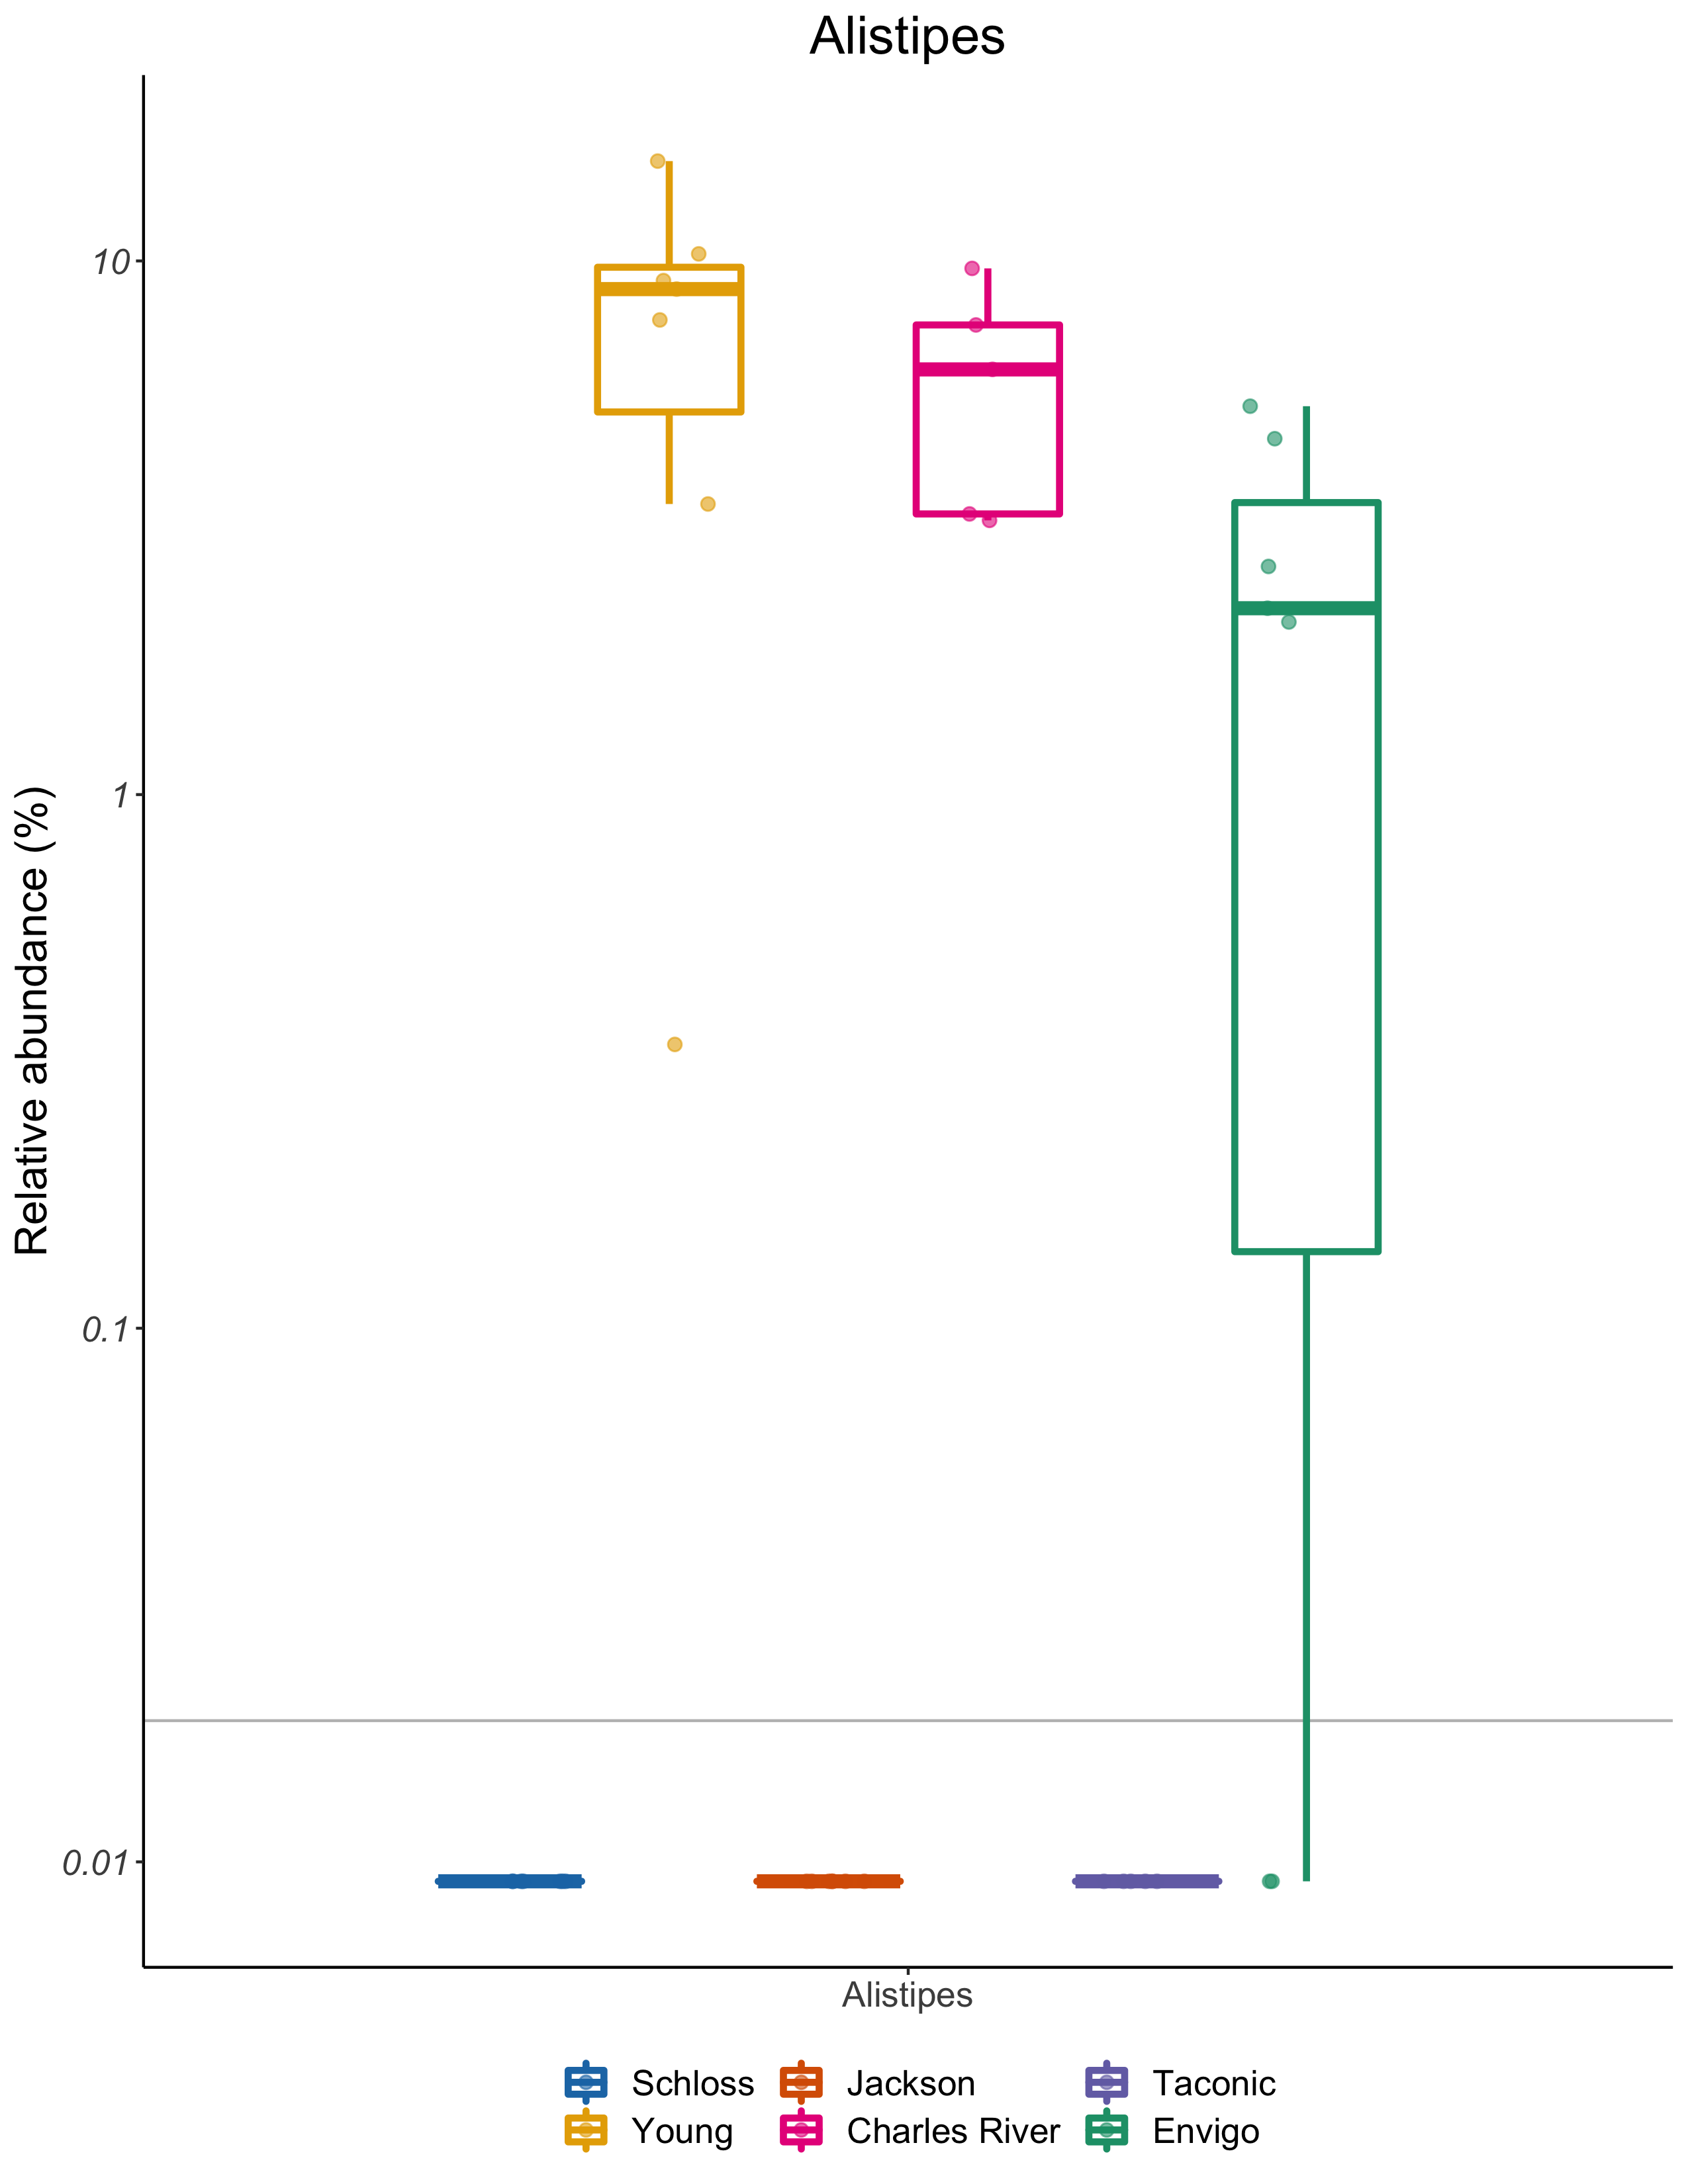 Alistipes
Relative abundance (%)
10
1
0.1
0.01
Alistipes
Schloss Jackson Taconic
Young Charles River Envigo